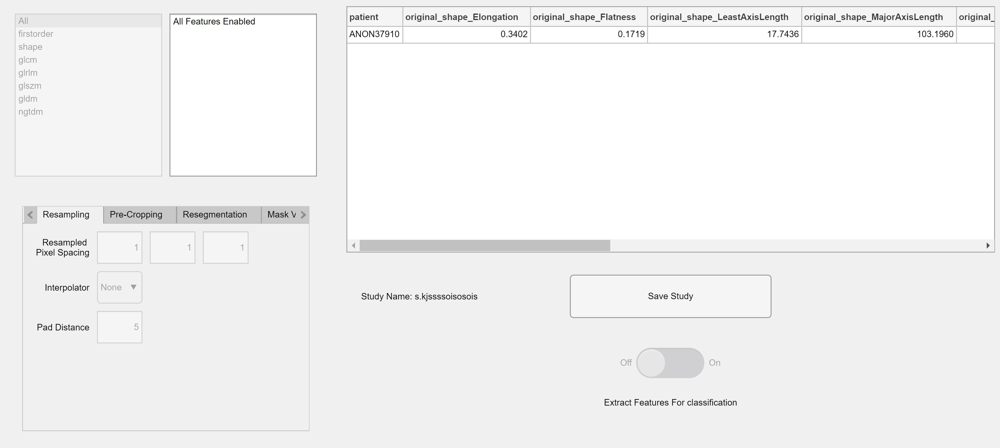 All
firstorder
shape
glcm
glrlm
glszm
gldm
ngtdm
All Features Enabled
Resampling Pre-Cropping Resegmentation Mask V
Resampled
Pixel Spacing 1 1 1
Interpolator None
Pad Distance 5
patient original_shape_Elongation original_shape_Flatness original_shape_LeastAxisLength original_shape_MajorAxisLength original_
ANON37910 0.3402 0.1719 17.7436 103.1960
Study Name: s.kjssssoisosois
Save Study
Off On
Extract Features For classification